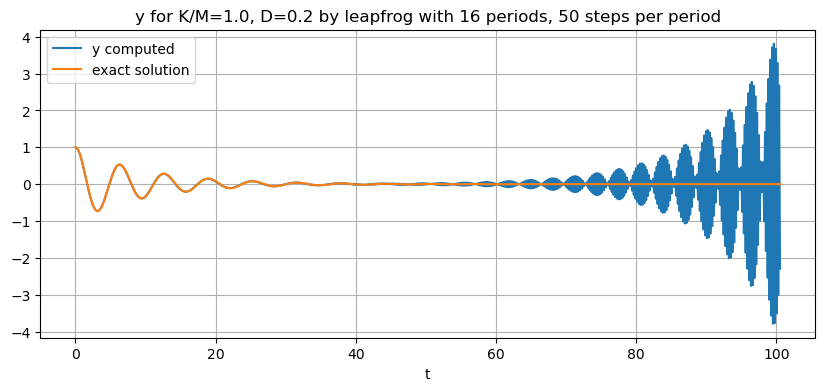 y for K/M=1.0, D=0.2 by leapfrog with 16 periods, 50 steps per period
y computed
exact solution
4
3
2
1
0
−1
−2
−3
−4
0 20 40 60 80 100
t